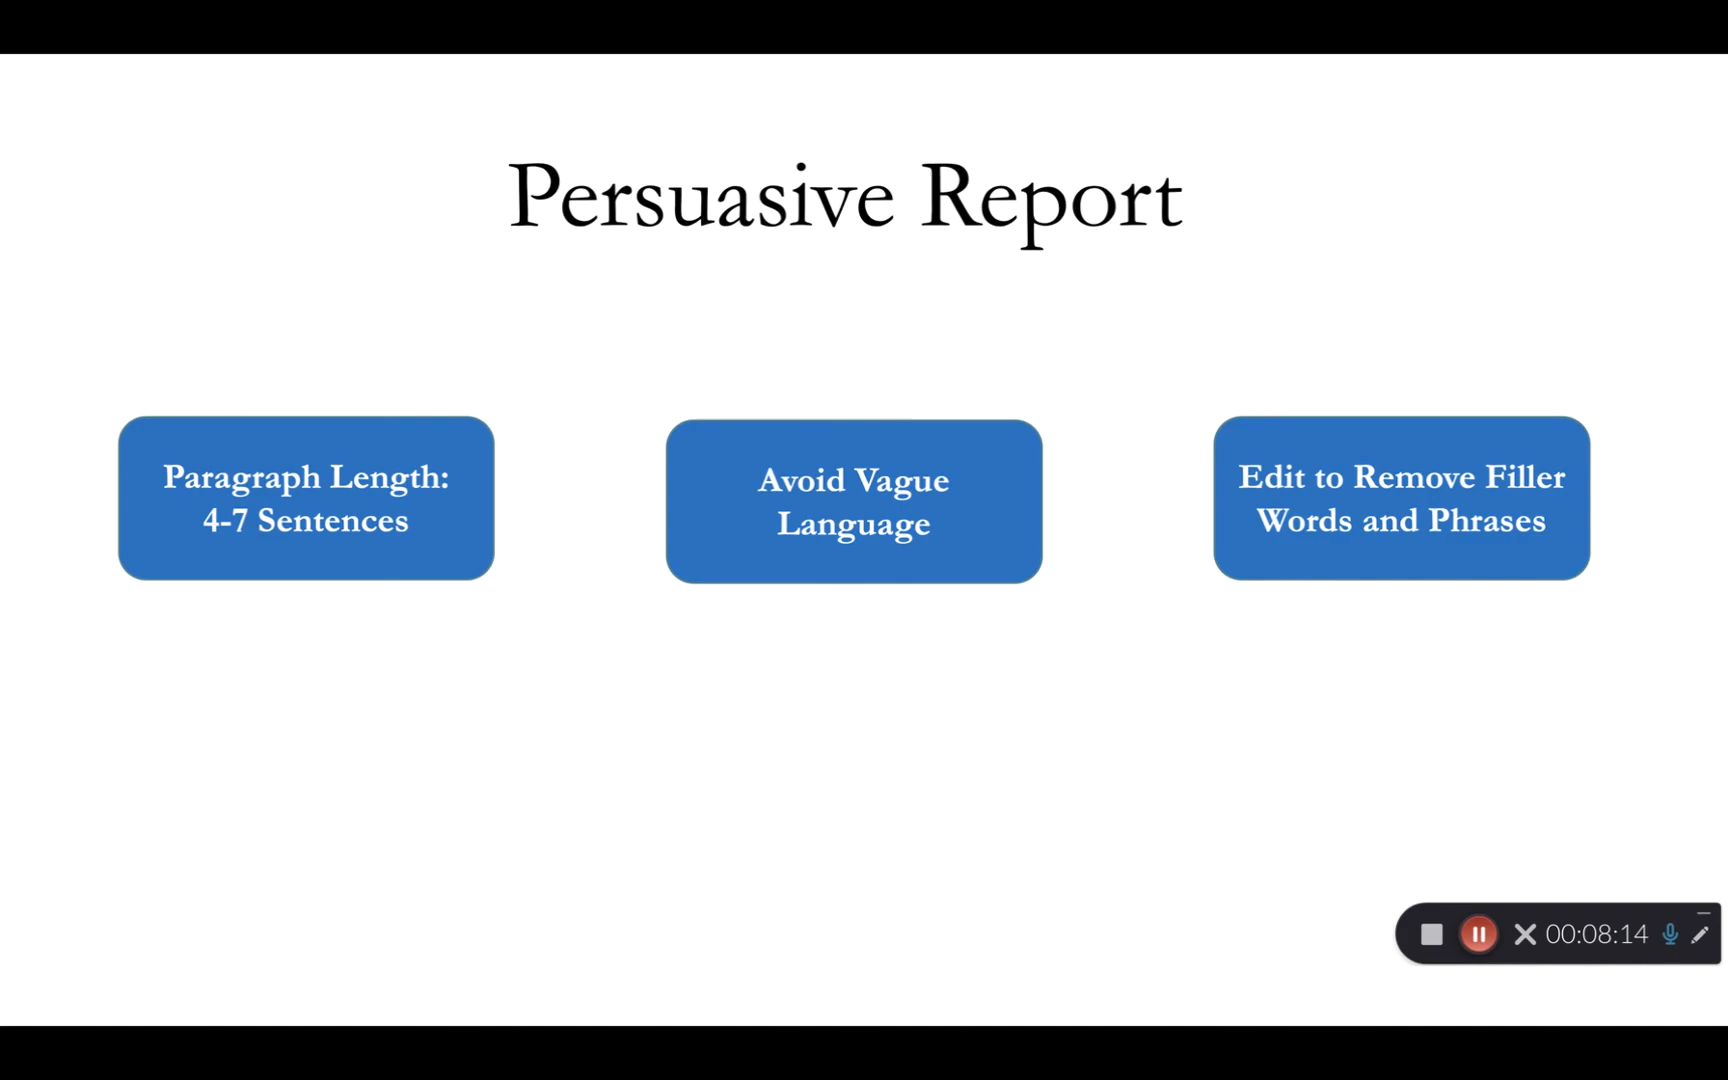 Persuasive Report
Paragraph Length:
4-7 Sentences
Avoid Vague
Language
Edit to Remove Filler
Words and Phrases
00:08:14